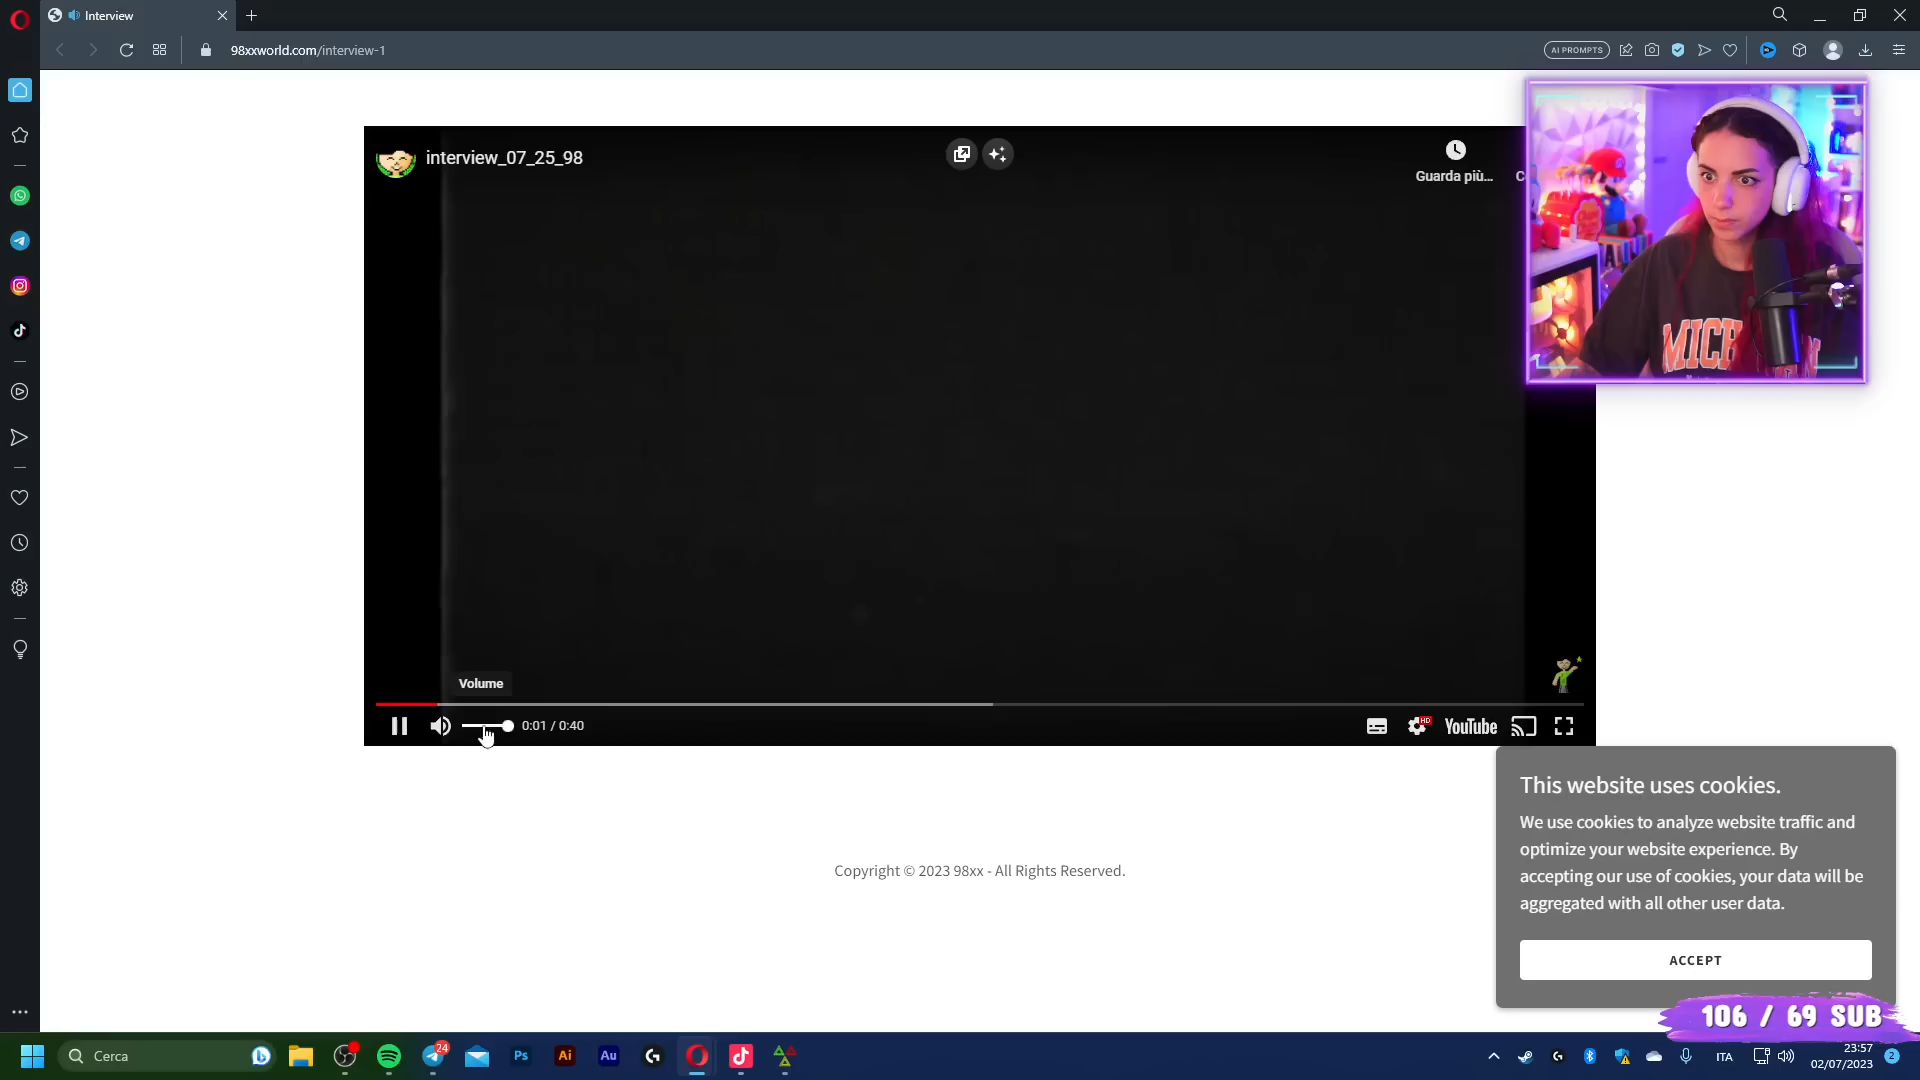 Interview
98xxworld.com/interview-1
AI PROMPTS
interview_07_25_98
Guarda più...
C
MICH
N
Volume
0:01 / 0:40
HD
YouTube
This website uses cookies.
We use cookies to analyze website traffic and
optimize your website experience. By
accepting our use of cookies, your data will be
aggregated with all other user data.
ACCEPT
Copyright © 2023 98xx - All Rights Reserved.
106 / 69 SUB
Cerca
24
Ps
Ai
Au
ITA
23:57
02/07/2023
2